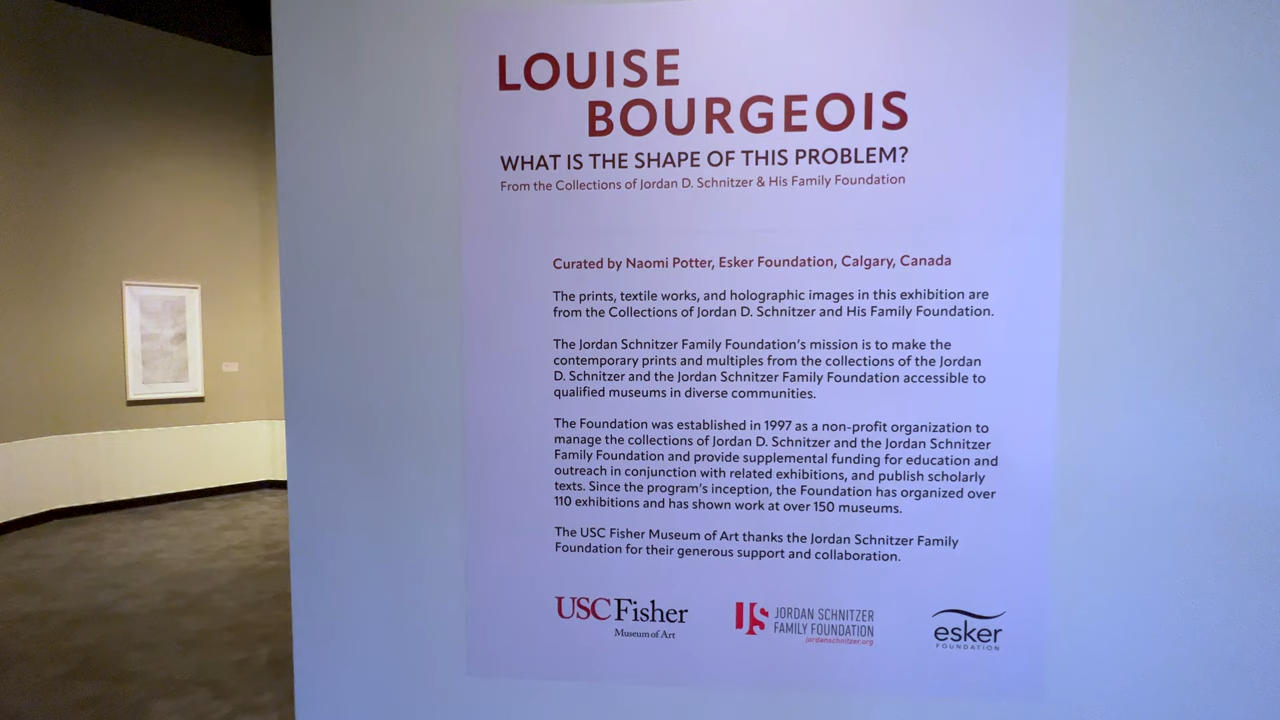 LOUISE
BOURGEOIS
WHAT IS THE SHAPE OF THIS PROBLEM?
From the Collections of Jordan D. Schnitzer & His Family Foundation
Curated by Naomi Potter, Esker Foundation, Calgary, Canada
The prints, textile works, and holographic images in this exhibition are
from the Collections of Jordan D. Schnitzer and His Family Foundation.
The Jordan Schnitzer Family Foundation's mission is to make the
contemporary prints and multiples from the collections of the Jordan
D. Schnitzer and the Jordan Schnitzer Family Foundation accessible to
qualified museums in diverse communities.
The Foundation was established in 1997 as a non-profit organization to
manage the collections of Jordan D. Schnitzer and the Jordan Schnitzer
Family Foundation and provide supplemental funding for education and
outreach in conjunction with related exhibitions, and publish scholarly
texts. Since the program's inception, the Foundation has organized over
110 exhibitions and has shown work at over 150 museums.
The USC Fisher Museum of Art thanks the Jordan Schnitzer Family
Foundation for their generous support and collaboration.
USC Fisher
Museum of Art
JS JORDAN SCHNITZER
FAMILY FOUNDATION
jordanschnitzer.org
esker
FOUNDATION